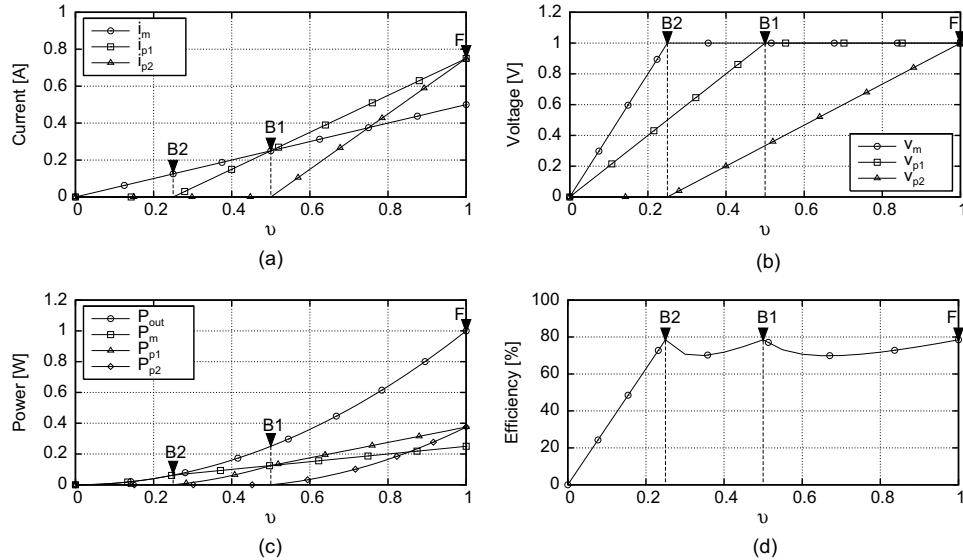 Current [A]
1
0.8
0.6
0.4
0.2
0
i_m
i_p1
i_p2
B2
B1
F
0 0.2 0.4 0.6 0.8 1
υ
(a)
Voltage [V]
1.2
1
0.8
0.6
0.4
0.2
0
B2
B1
F
v_m
v_p1
v_p2
0 0.2 0.4 0.6 0.8 1
υ
(b)
Power [W]
1.2
1
0.8
0.6
0.4
0.2
0
P_out
P_m
P_p1
P_p2
B2
B1
F
0 0.2 0.4 0.6 0.8 1
υ
(c)
Efficiency [%]
100
80
60
40
20
0
B2
B1
F
0 0.2 0.4 0.6 0.8 1
υ
(d)